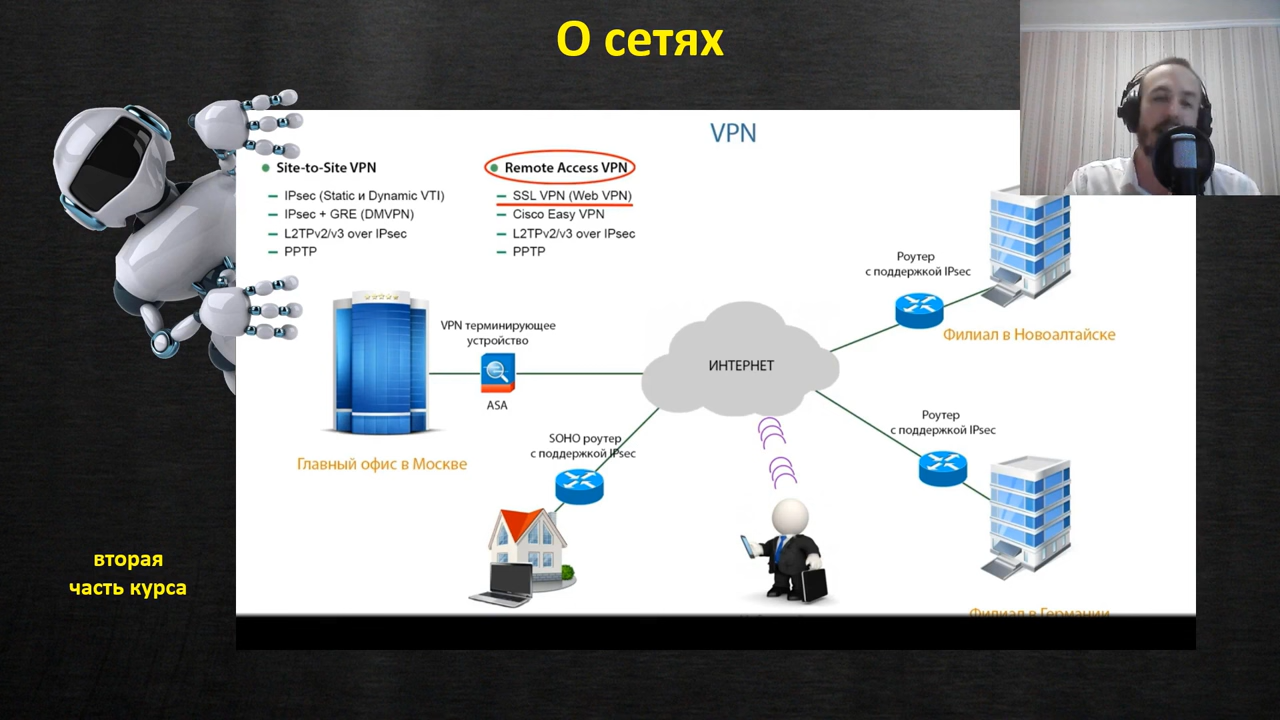 О сетях
VPN
Site-to-Site VPN
IPsec (Static и Dynamic VTI)
IPsec + GRE (DMVPN)
L2TPv2/v3 over IPsec
PPTP
Remote Access VPN
SSL VPN (Web VPN)
Cisco Easy VPN
L2TPv2/v3 over IPsec
PPTP
Роутер
с поддержкой IPsec
Филиал в Новоалтайске
VPN терминирующее
устройство
ASA
ИНТЕРНЕТ
Главный офис в Москве
SOHO роутер
с поддержкой IPsec
Роутер
с поддержкой IPsec
Филиал в Германии
вторая
часть курса